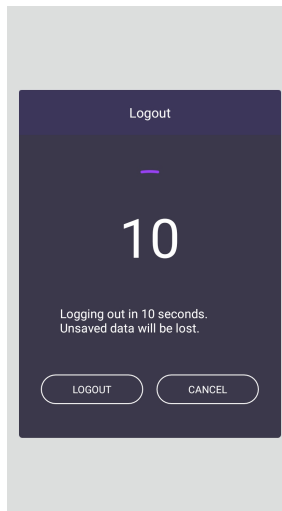 Logout
10
Logging out in 10 seconds.
Unsaved data will be lost.
LOGOUT
CANCEL